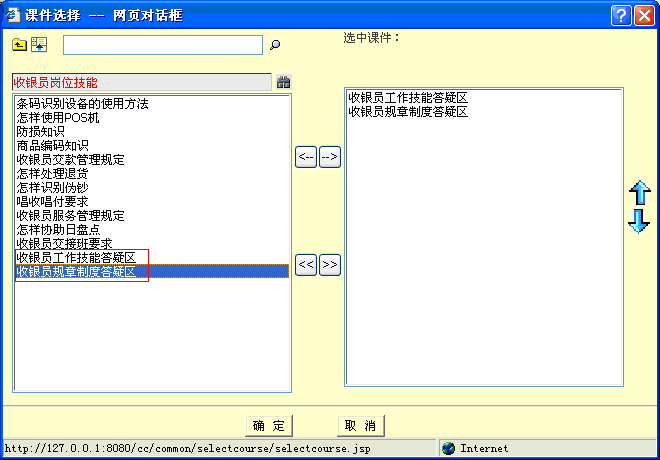 课件选择 -- 网页对话框
选中课件：
收银员岗位技能
条码识别设备的使用方法
怎样使用POS机
防损知识
商品编码知识
收银员交款管理规定
怎样处理退货
怎样识别伪钞
唱收唱付要求
收银员服务管理规定
怎样协助日盘点
收银员交接班要求
收银员工作技能答疑区
收银员规章制度答疑区
<-- -->
<< >>
收银员工作技能答疑区
收银员规章制度答疑区
确 定 取 消
http://127.0.0.1:8080/cc/common/selectcourse/selectcourse.jsp Internet